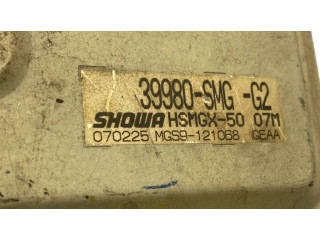 39980-SMG -G2
SHOWA HSMGX-50 07M
070225 MGS9-121068 GEAA